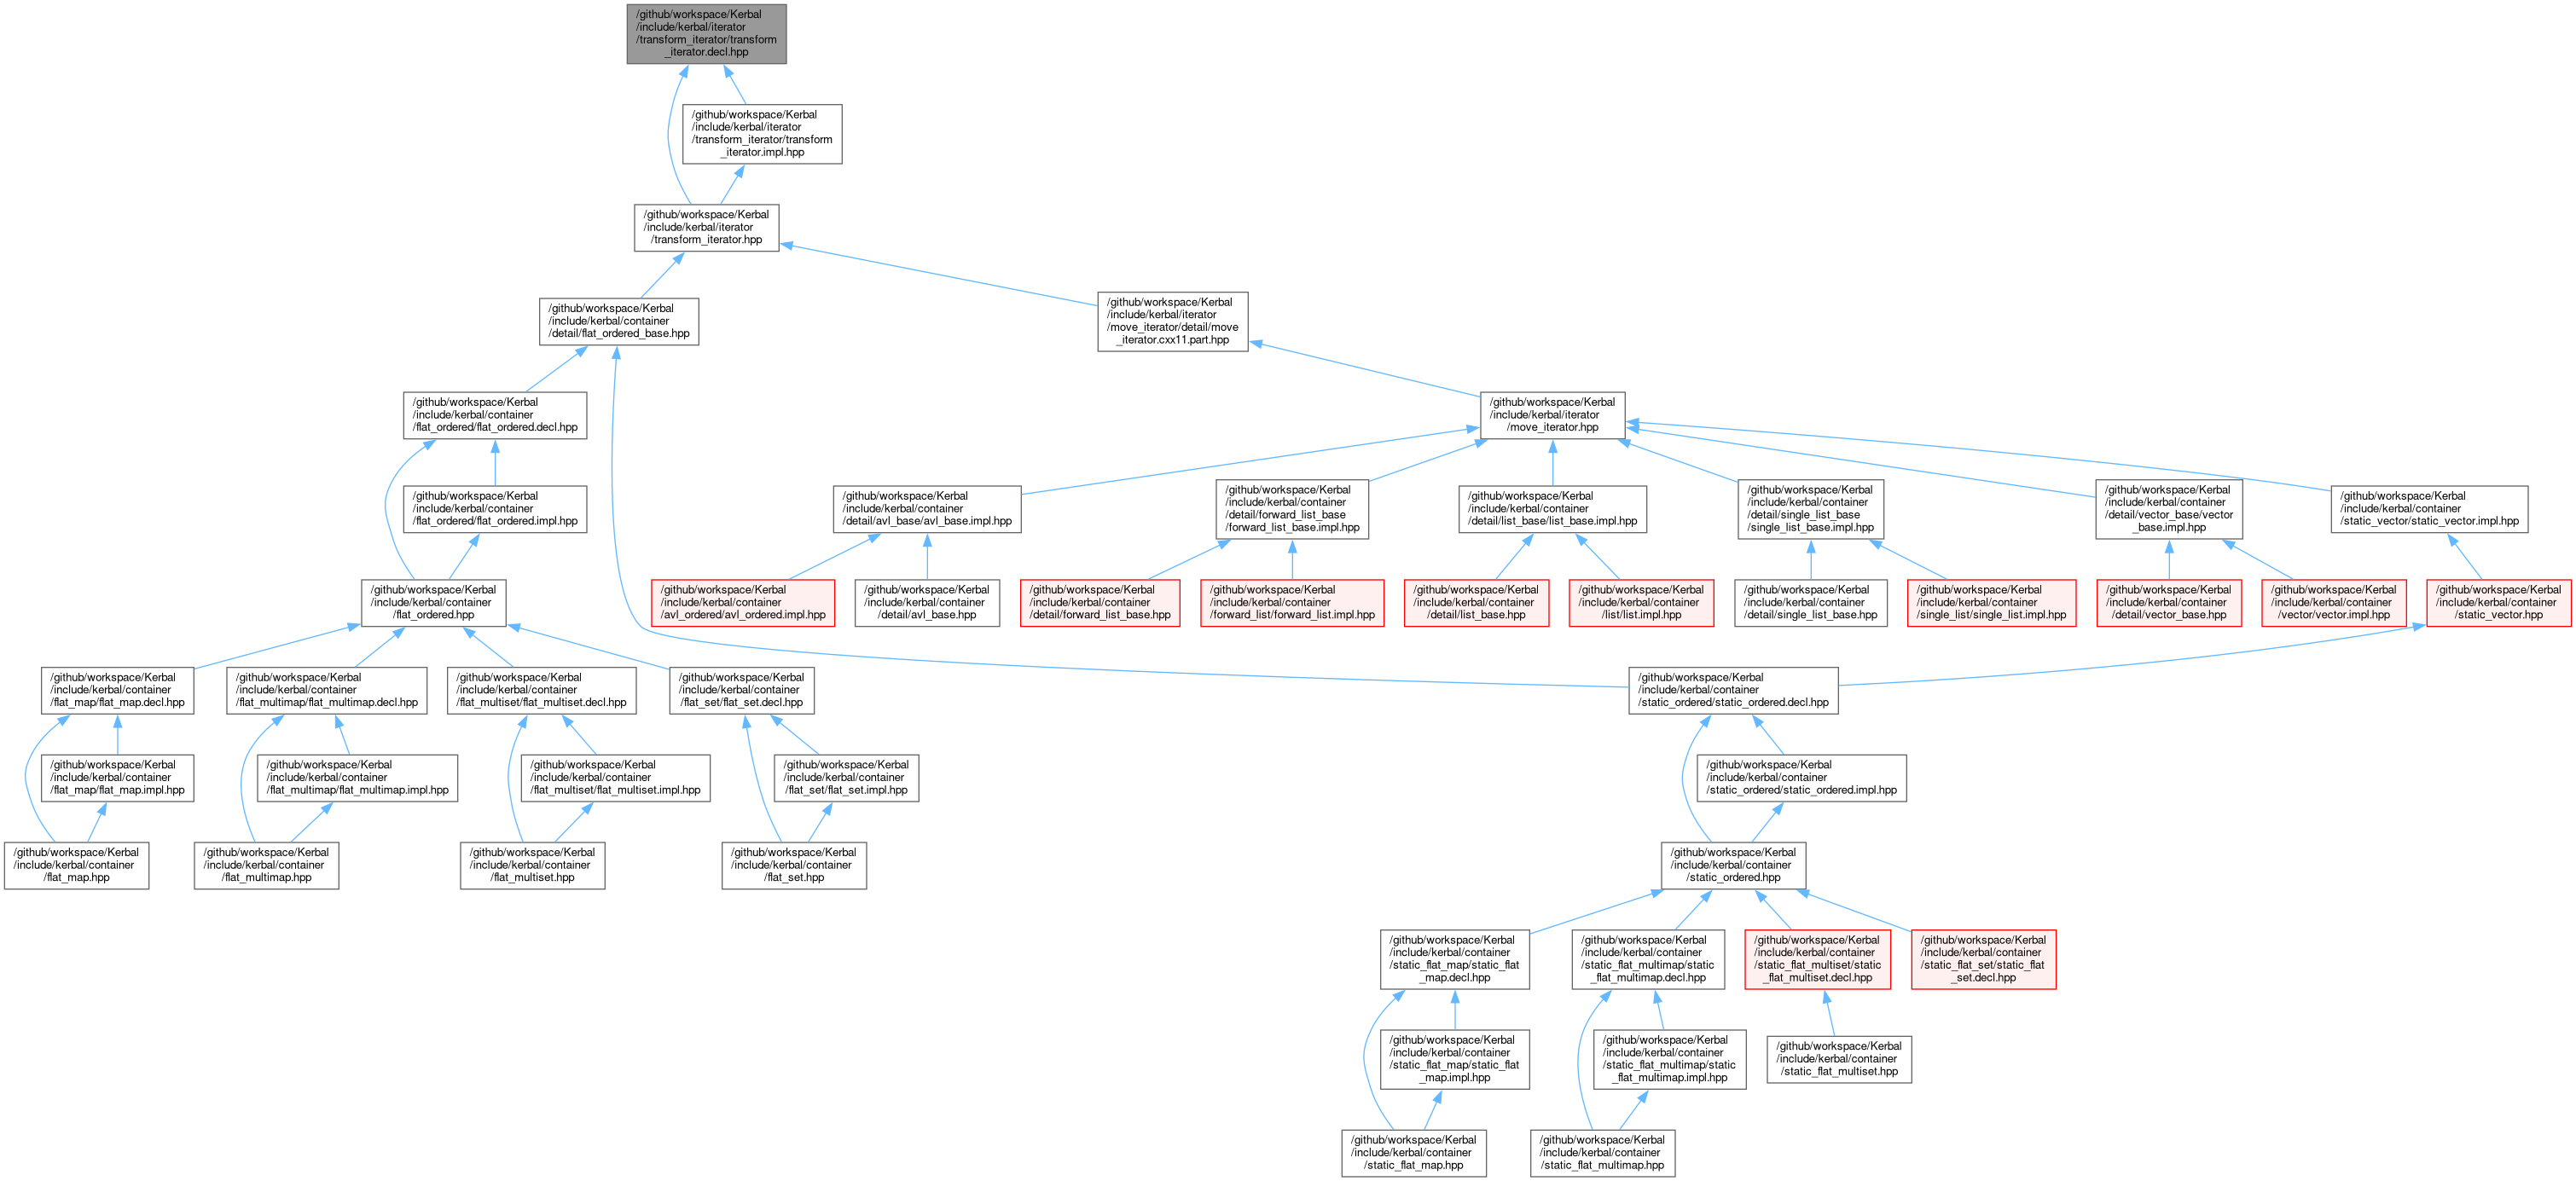 /github/workspace/Kerbal
/include/kerbal/iterator
/transform_iterator/transform
_iterator.decl.hpp
/github/workspace/Kerbal
/include/kerbal/iterator
/transform_iterator/transform
_iterator.impl.hpp
/github/workspace/Kerbal
/include/kerbal/iterator
/transform_iterator.hpp
/github/workspace/Kerbal
/include/kerbal/container
/detail/flat_ordered_base.hpp
/github/workspace/Kerbal
/include/kerbal/iterator
/move_iterator/detail/move
_iterator.cxx11.part.hpp
/github/workspace/Kerbal
/include/kerbal/container
/flat_ordered/flat_ordered.decl.hpp
/github/workspace/Kerbal
/include/kerbal/iterator
/move_iterator.hpp
/github/workspace/Kerbal
/include/kerbal/container
/flat_ordered/flat_ordered.impl.hpp
/github/workspace/Kerbal
/include/kerbal/container
/detail/avl_base/avl_base.impl.hpp
/github/workspace/Kerbal
/include/kerbal/container
/detail/forward_list_base
/forward_list_base.impl.hpp
/github/workspace/Kerbal
/include/kerbal/container
/detail/list_base/list_base.impl.hpp
/github/workspace/Kerbal
/include/kerbal/container
/detail/single_list_base
/single_list_base.impl.hpp
/github/workspace/Kerbal
/include/kerbal/container
/detail/vector_base/vector
_base.impl.hpp
/github/workspace/Kerbal
/include/kerbal/container
/static_vector/static_vector.impl.hpp
/github/workspace/Kerbal
/include/kerbal/container
/flat_ordered.hpp
/github/workspace/Kerbal
/include/kerbal/container
/avl_ordered/avl_ordered.impl.hpp
/github/workspace/Kerbal
/include/kerbal/container
/detail/avl_base.hpp
/github/workspace/Kerbal
/include/kerbal/container
/detail/forward_list_base.hpp
/github/workspace/Kerbal
/include/kerbal/container
/forward_list/forward_list.impl.hpp
/github/workspace/Kerbal
/include/kerbal/container
/detail/list_base.hpp
/github/workspace/Kerbal
/include/kerbal/container
/list/list.impl.hpp
/github/workspace/Kerbal
/include/kerbal/container
/detail/single_list_base.hpp
/github/workspace/Kerbal
/include/kerbal/container
/single_list/single_list.impl.hpp
/github/workspace/Kerbal
/include/kerbal/container
/detail/vector_base.hpp
/github/workspace/Kerbal
/include/kerbal/container
/vector/vector.impl.hpp
/github/workspace/Kerbal
/include/kerbal/container
/static_vector.hpp
/github/workspace/Kerbal
/include/kerbal/container
/flat_map/flat_map.decl.hpp
/github/workspace/Kerbal
/include/kerbal/container
/flat_multimap/flat_multimap.decl.hpp
/github/workspace/Kerbal
/include/kerbal/container
/flat_multiset/flat_multiset.decl.hpp
/github/workspace/Kerbal
/include/kerbal/container
/flat_set/flat_set.decl.hpp
/github/workspace/Kerbal
/include/kerbal/container
/static_ordered/static_ordered.decl.hpp
/github/workspace/Kerbal
/include/kerbal/container
/flat_map/flat_map.impl.hpp
/github/workspace/Kerbal
/include/kerbal/container
/flat_multimap/flat_multimap.impl.hpp
/github/workspace/Kerbal
/include/kerbal/container
/flat_multiset/flat_multiset.impl.hpp
/github/workspace/Kerbal
/include/kerbal/container
/flat_set/flat_set.impl.hpp
/github/workspace/Kerbal
/include/kerbal/container
/static_ordered/static_ordered.impl.hpp
/github/workspace/Kerbal
/include/kerbal/container
/flat_map.hpp
/github/workspace/Kerbal
/include/kerbal/container
/flat_multimap.hpp
/github/workspace/Kerbal
/include/kerbal/container
/flat_multiset.hpp
/github/workspace/Kerbal
/include/kerbal/container
/flat_set.hpp
/github/workspace/Kerbal
/include/kerbal/container
/static_ordered.hpp
/github/workspace/Kerbal
/include/kerbal/container
/static_flat_map/static_flat
_map.decl.hpp
/github/workspace/Kerbal
/include/kerbal/container
/static_flat_multimap/static
_flat_multimap.decl.hpp
/github/workspace/Kerbal
/include/kerbal/container
/static_flat_multiset/static
_flat_multiset.decl.hpp
/github/workspace/Kerbal
/include/kerbal/container
/static_flat_set/static_flat
_set.decl.hpp
/github/workspace/Kerbal
/include/kerbal/container
/static_flat_map/static_flat
_map.impl.hpp
/github/workspace/Kerbal
/include/kerbal/container
/static_flat_multimap/static
_flat_multimap.impl.hpp
/github/workspace/Kerbal
/include/kerbal/container
/static_flat_multiset.hpp
/github/workspace/Kerbal
/include/kerbal/container
/static_flat_map.hpp
/github/workspace/Kerbal
/include/kerbal/container
/static_flat_multimap.hpp